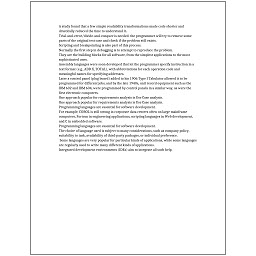 A study found that a few simple readability transformations made code shorter and
drastically reduced the time to understand it.
Trial-and-error/divide-and-conquer is needed: the programmer will try to remove some
parts of the original test case and check if the problem still exists.
Scripting and breakpointing is also part of this process.
Normally the first step in debugging is to attempt to reproduce the problem.
They are the building blocks for all software, from the simplest applications to the most
sophisticated ones.
Assembly languages were soon developed that let the programmer specify instruction in a
text format (e.g., ADD X, TOTAL), with abbreviations for each operation code and
meaningful names for specifying addresses.
Later a control panel (plug board) added to his 1906 Type I Tabulator allowed it to be
programmed for different jobs, and by the late 1940s, unit record equipment such as the
IBM 602 and IBM 604, were programmed by control panels in a similar way, as were the
first electronic computers.
One approach popular for requirements analysis is Use Case analysis.
One approach popular for requirements analysis is Use Case analysis.
Programming languages are essential for software development.
For example, COBOL is still strong in corporate data centers often on large mainframe
computers, Fortran in engineering applications, scripting languages in Web development,
and C in embedded software.
Programming languages are essential for software development.
The choice of language used is subject to many considerations, such as company policy,
suitability to task, availability of third-party packages, or individual preference.
Some languages are very popular for particular kinds of applications, while some languages
are regularly used to write many different kinds of applications.
Integrated development environments (IDEs) aim to integrate all such help.